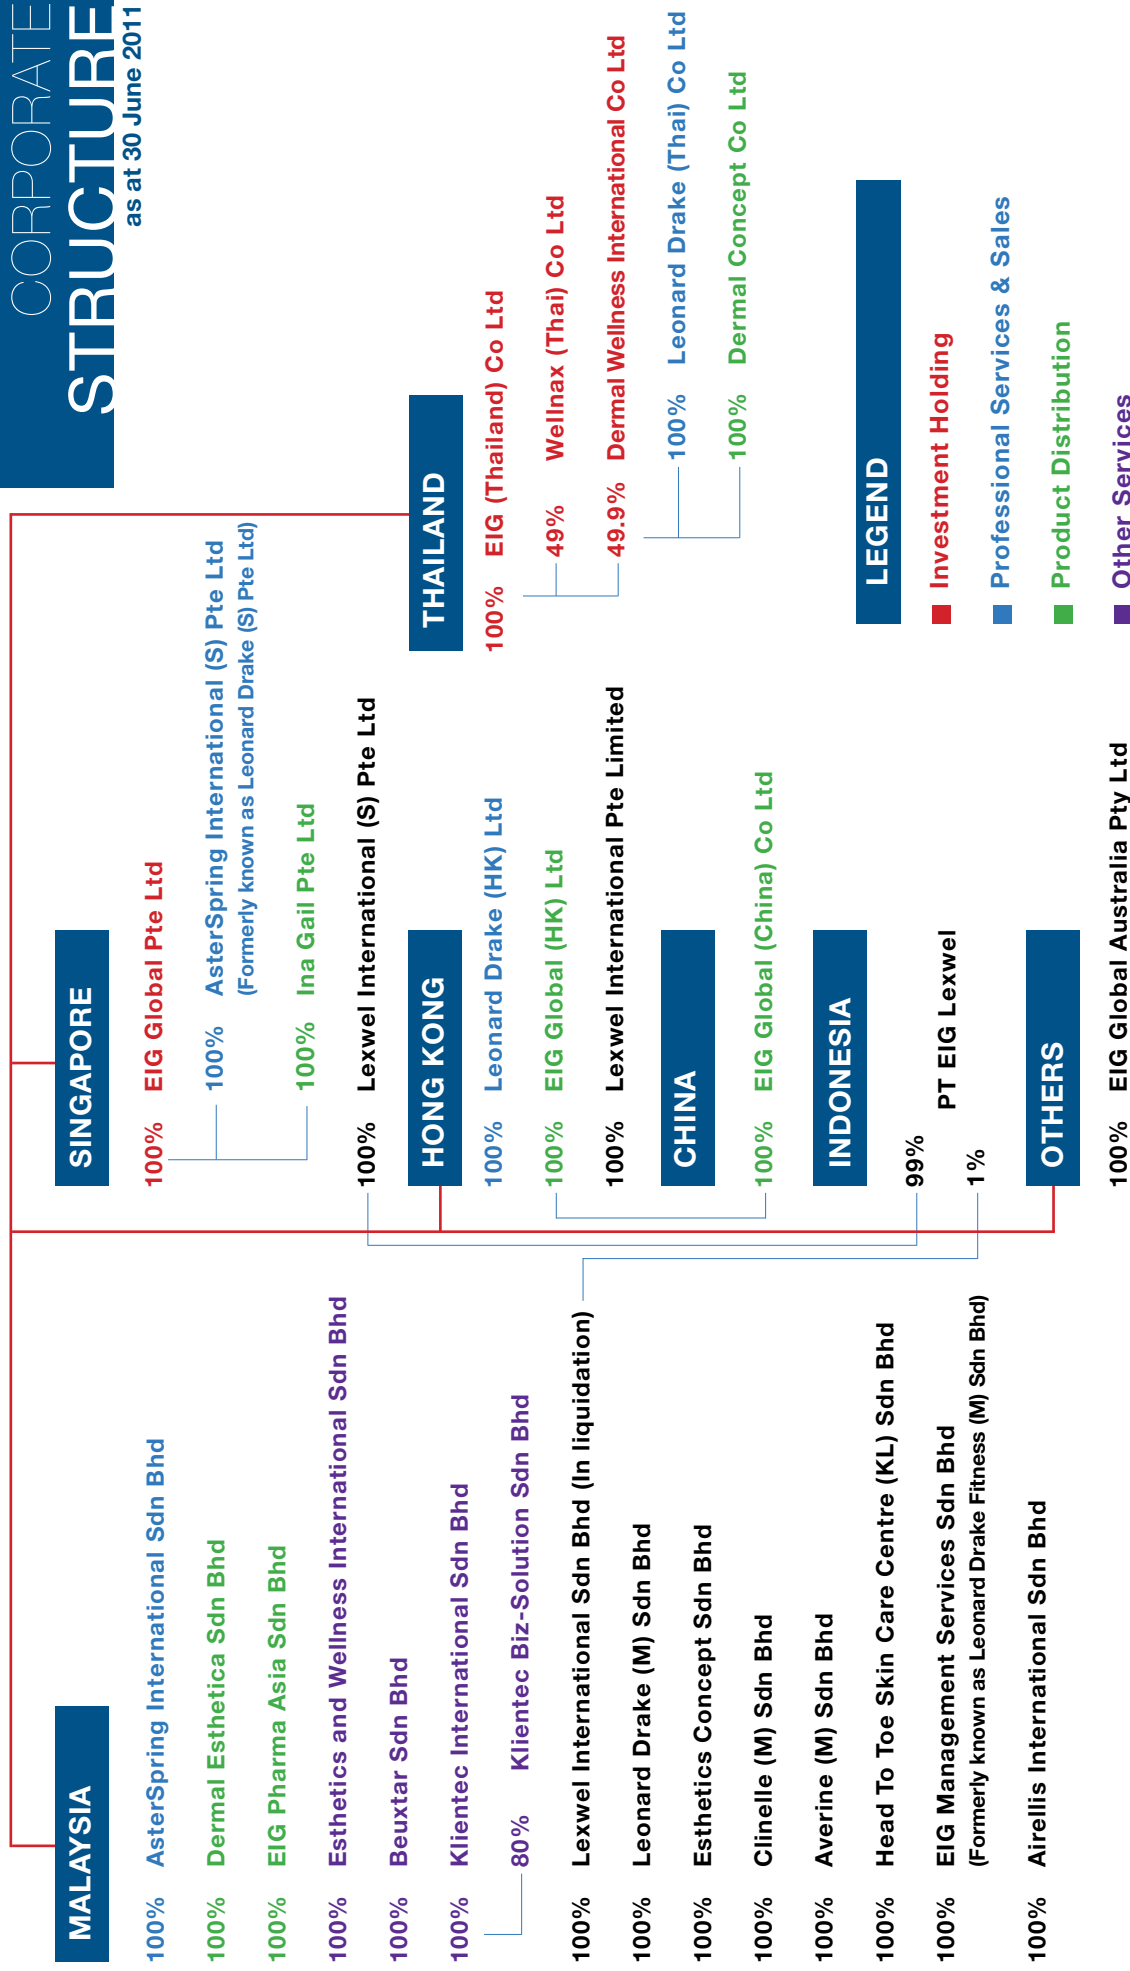 CORPORATE
STRUCTURE
as at 30 June 2011
MALAYSIA
100% AsterSpring International Sdn Bhd
100% Dermal Esthetica Sdn Bhd
100% EIG Pharma Asia Sdn Bhd
100% Esthetics and Wellness International Sdn Bhd
100% Beuxtar Sdn Bhd
100% Klientec International Sdn Bhd
80% Klientec Biz-Solution Sdn Bhd
100% Lexwel International Sdn Bhd (In liquidation)
100% Leonard Drake (M) Sdn Bhd
100% Esthetics Concept Sdn Bhd
100% Clinelle (M) Sdn Bhd
100% Averine (M) Sdn Bhd
100% Head To Toe Skin Care Centre (KL) Sdn Bhd
100% EIG Management Services Sdn Bhd
(Formerly known as Leonard Drake Fitness (M) Sdn Bhd)
100% Airellis International Sdn Bhd
SINGAPORE
100% EIG Global Pte Ltd
100% AsterSpring International (S) Pte Ltd
(Formerly known as Leonard Drake (S) Pte Ltd)
100% Ina Gail Pte Ltd
100% Lexwel International (S) Pte Ltd
HONG KONG
100% Leonard Drake (HK) Ltd
100% EIG Global (HK) Ltd
100% Lexwel International Pte Limited
CHINA
100% EIG Global (China) Co Ltd
INDONESIA
99%
PT EIG Lexwel
1%
OTHERS
100% EIG Global Australia Pty Ltd
THAILAND
100% EIG (Thailand) Co Ltd
49% Wellnax (Thai) Co Ltd
49.9% Dermal Wellness International Co Ltd
100% Leonard Drake (Thai) Co Ltd
100% Dermal Concept Co Ltd
LEGEND
Investment Holding
Professional Services & Sales
Product Distribution
Other Services